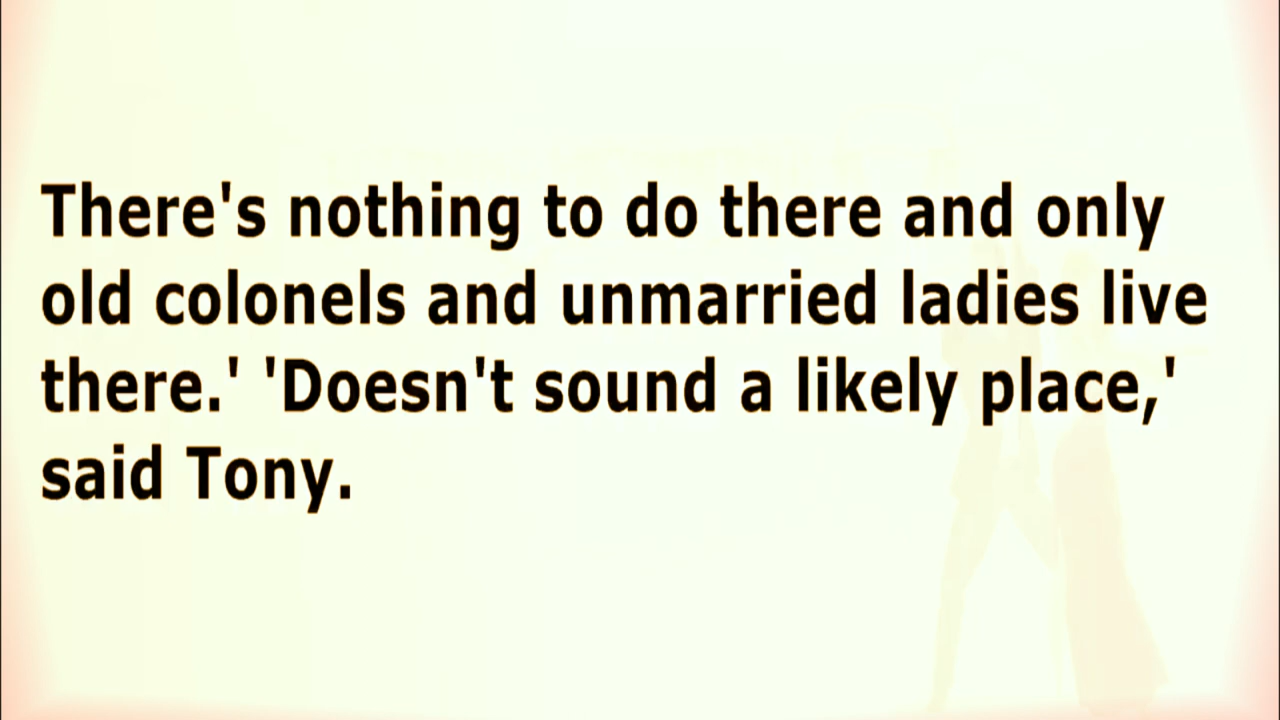 There's nothing to do there and only
old colonels and unmarried ladies live
there.' 'Doesn't sound a likely place,'
said Tony.